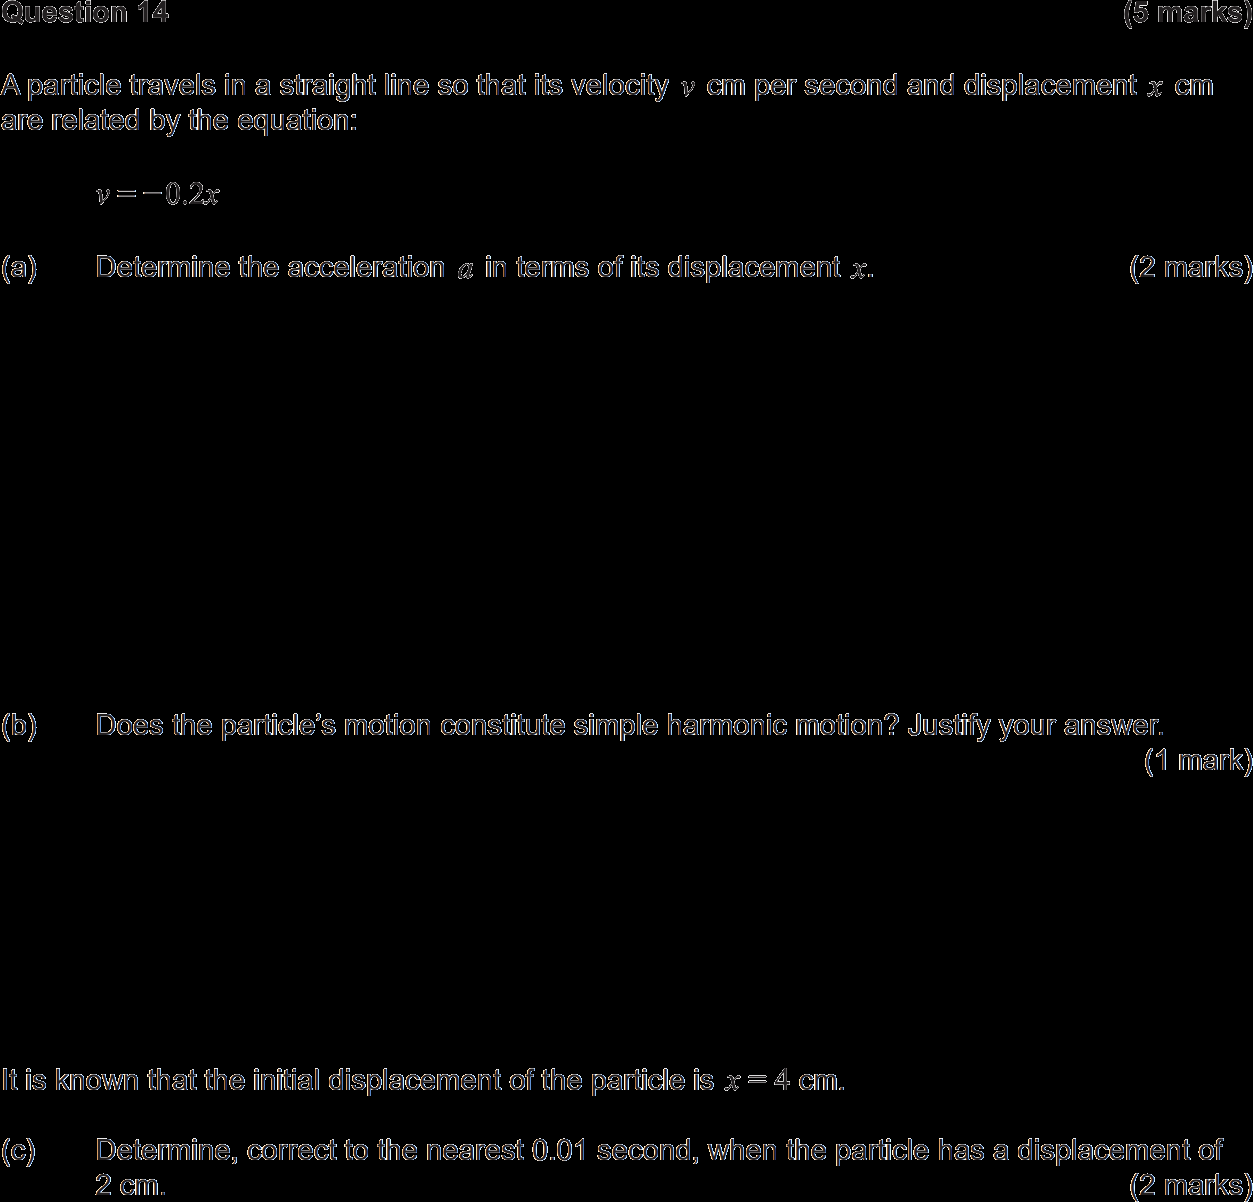 Question 14 (5 marks)
A particle travels in a straight line so that its velocity v cm per second and displacement x cm
are related by the equation:
v = −0.2x
(a) Determine the acceleration a in terms of its displacement x. (2 marks)
(b) Does the particle’s motion constitute simple harmonic motion? Justify your answer.
(1 mark)
It is known that the initial displacement of the particle is x = 4 cm.
(c) Determine, correct to the nearest 0.01 second, when the particle has a displacement of
2 cm. (2 marks)